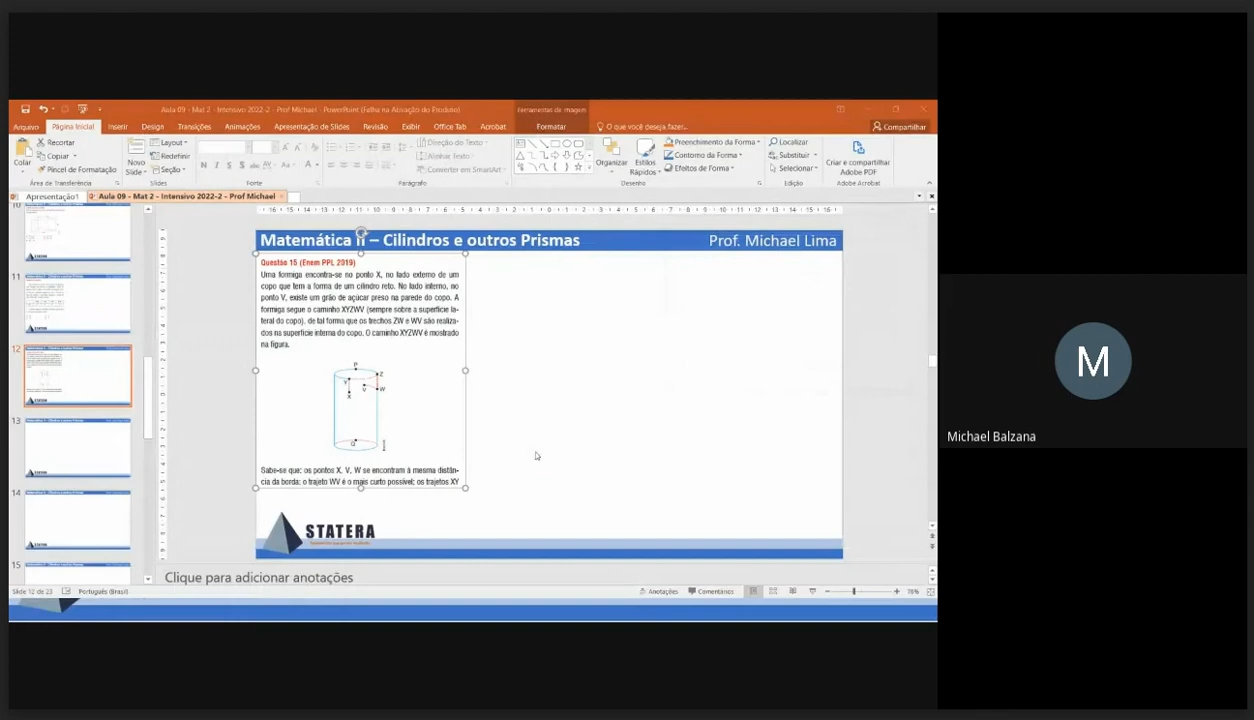 Aula 09 - Mat 2 - Intensivo 2022-2 - Prof Michael - PowerPoint (Falha na Ativação do Produto)
Ferramentas de Imagem
Arquivo Página Inicial Inserir Design Transições Animações Apresentação de Slides Revisão Exibir Office Tab Acrobat Formatar O que você deseja fazer... Compartilhar
Colar
Recortar
Copiar
Pincel de Formatação
Área de Transferência
Novo Slide
Layout
Redefinir
Seção
Slides
N I S S
Fonte
Direção do Texto
Alinhar Texto
Converter em SmartArt
Parágrafo
Organizar
Estilos Rápidos
Preenchimento da Forma
Contorno da Forma
Efeitos de Forma
Desenho
Localizar
Substituir
Selecionar
Edição
Criar e compartilhar Adobe PDF
Adobe Acrobat
Apresentação1 Aula 09 - Mat 2 - Intensivo 2022-2 - Prof Michael
10
11
12
13
14
15
Matemática II – Cilindros e outros Prismas Prof. Michael Lima
Questão 15 (Enem PPL 2019)
Uma formiga encontra-se no ponto X, no lado externo de um
copo que tem a forma de um cilindro reto. No lado interno, no
ponto V, existe um grão de açúcar preso na parede do copo. A
formiga segue o caminho XYZWV (sempre sobre a superfície la-
teral do copo), de tal forma que os trechos ZW e WV são realiza-
dos na superfície interna do copo. O caminho XYZWV é mostrado
na figura.
P
Z
Y
V W
X
Sabe-se que: os pontos X, V, W se encontram à mesma distân-
cia da borda; o trajeto WV é o mais curto possível; os trajetos XY
STATERA
Clique para adicionar anotações
Slide 12 de 23 Português (Brasil) Anotações Comentários 78%
M
Michael Balzana